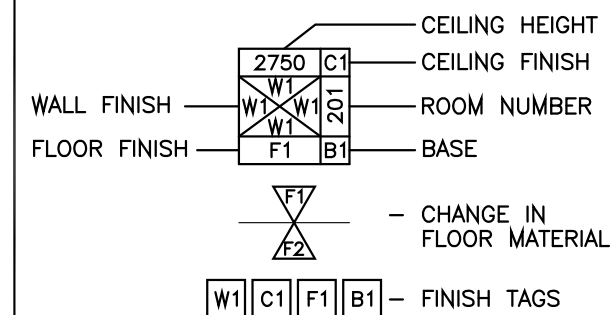 CEILING HEIGHT
2750 C1 CEILING FINISH
W1
WALL FINISH W1 W1 201 ROOM NUMBER
W1
FLOOR FINISH F1 B1 BASE
F1
- CHANGE IN
FLOOR MATERIAL
F2
W1 C1 F1 B1 - FINISH TAGS